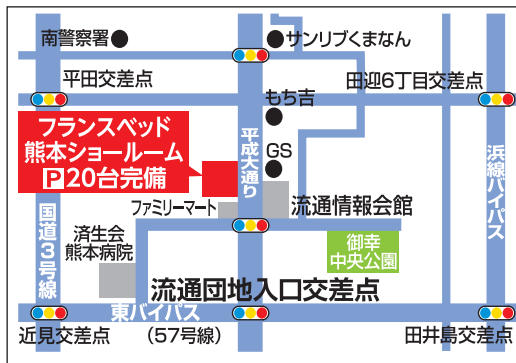 南警察署
サンリブくまなん
平田交差点
田迎6丁目交差点
もち吉
フランスベッド
熊本ショールーム
P20台完備
平成大通り
GS
浜線バイパス
国道3号線
ファミリーマート
流通情報会館
済生会
熊本病院
御幸
中央公園
流通団地入口交差点
東バイパス
近見交差点
(57号線)
田井島交差点